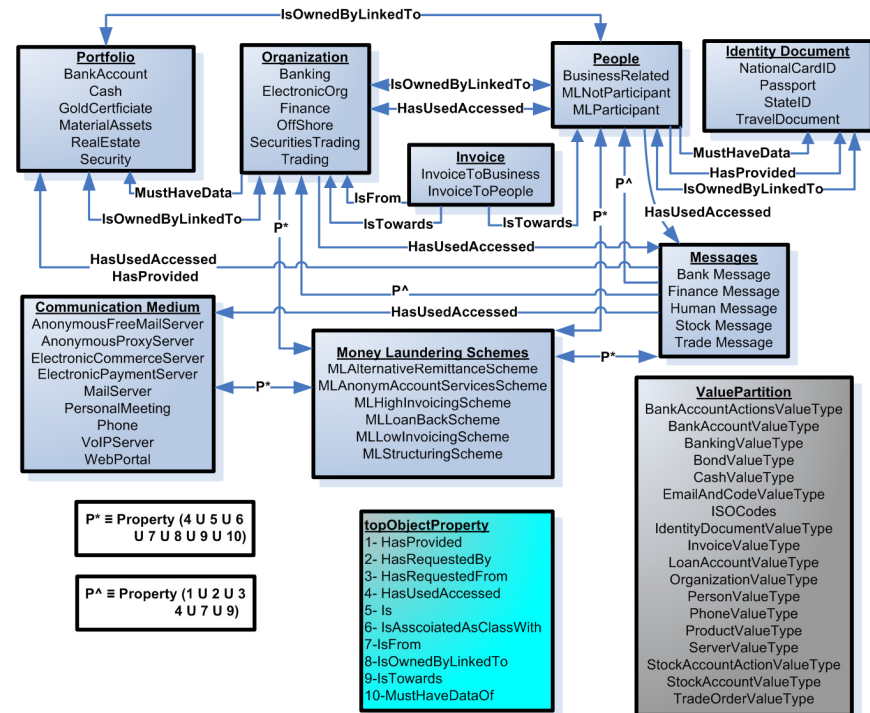 IsOwnedByLinkedTo
Portfolio
BankAccount
Cash
GoldCertficiate
MaterialAssets
RealEstate
Security
Organization
Banking
ElectronicOrg
Finance
OffShore
SecuritiesTrading
Trading
IsOwnedByLinkedTo
HasUsedAccessed
People
BusinessRelated
MLNotParticipant
MLParticipant
Identity Document
NationalCardID
Passport
StateID
TravelDocument
Invoice
InvoiceToBusiness
InvoiceToPeople
MustHaveData
HasProvided
IsOwnedByLinkedTo
MustHaveData
IsFrom
IsOwnedByLinkedTo
P*
IsTowards
IsTowards
P*
P^
HasUsedAccessed
HasUsedAccessed
HasUsedAccessed
HasProvided
P^
HasUsedAccessed
Messages
Bank Message
Finance Message
Human Message
Stock Message
Trade Message
Communication Medium
AnonymousFreeMailServer
AnonymousProxyServer
ElectronicCommerceServer
ElectronicPaymentServer
MailServer
PersonalMeeting
Phone
VoIPServer
WebPortal
P*
Money Laundering Schemes
MLAlternativeRemittanceScheme
MLAnonymAccountServicesScheme
MLHighInvoicingScheme
MLLoanBackScheme
MLLowInvoicingScheme
MLStructuringScheme
P*
ValuePartition
BankAccountActionsValueType
BankAccountValueType
BankingValueType
BondValueType
CashValueType
EmailAndCodeValueType
ISOCodes
IdentityDocumentValueType
InvoiceValueType
LoanAccountValueType
OrganizationValueType
PersonValueType
PhoneValueType
ProductValueType
ServerValueType
StockAccountActionValueType
StockAccountValueType
TradeOrderValueType
P* ≡ Property (4 U 5 U 6
U 7 U 8 U 9 U 10)
P^ ≡ Property (1 U 2 U 3
4 U 7 U 9)
topObjectProperty
1- HasProvided
2- HasRequestedBy
3- HasRequestedFrom
4- HasUsedAccessed
5- Is
6- IsAsscoiatedAsClassWith
7-IsFrom
8-IsOwnedByLinkedTo
9-IsTowards
10-MustHaveDataOf